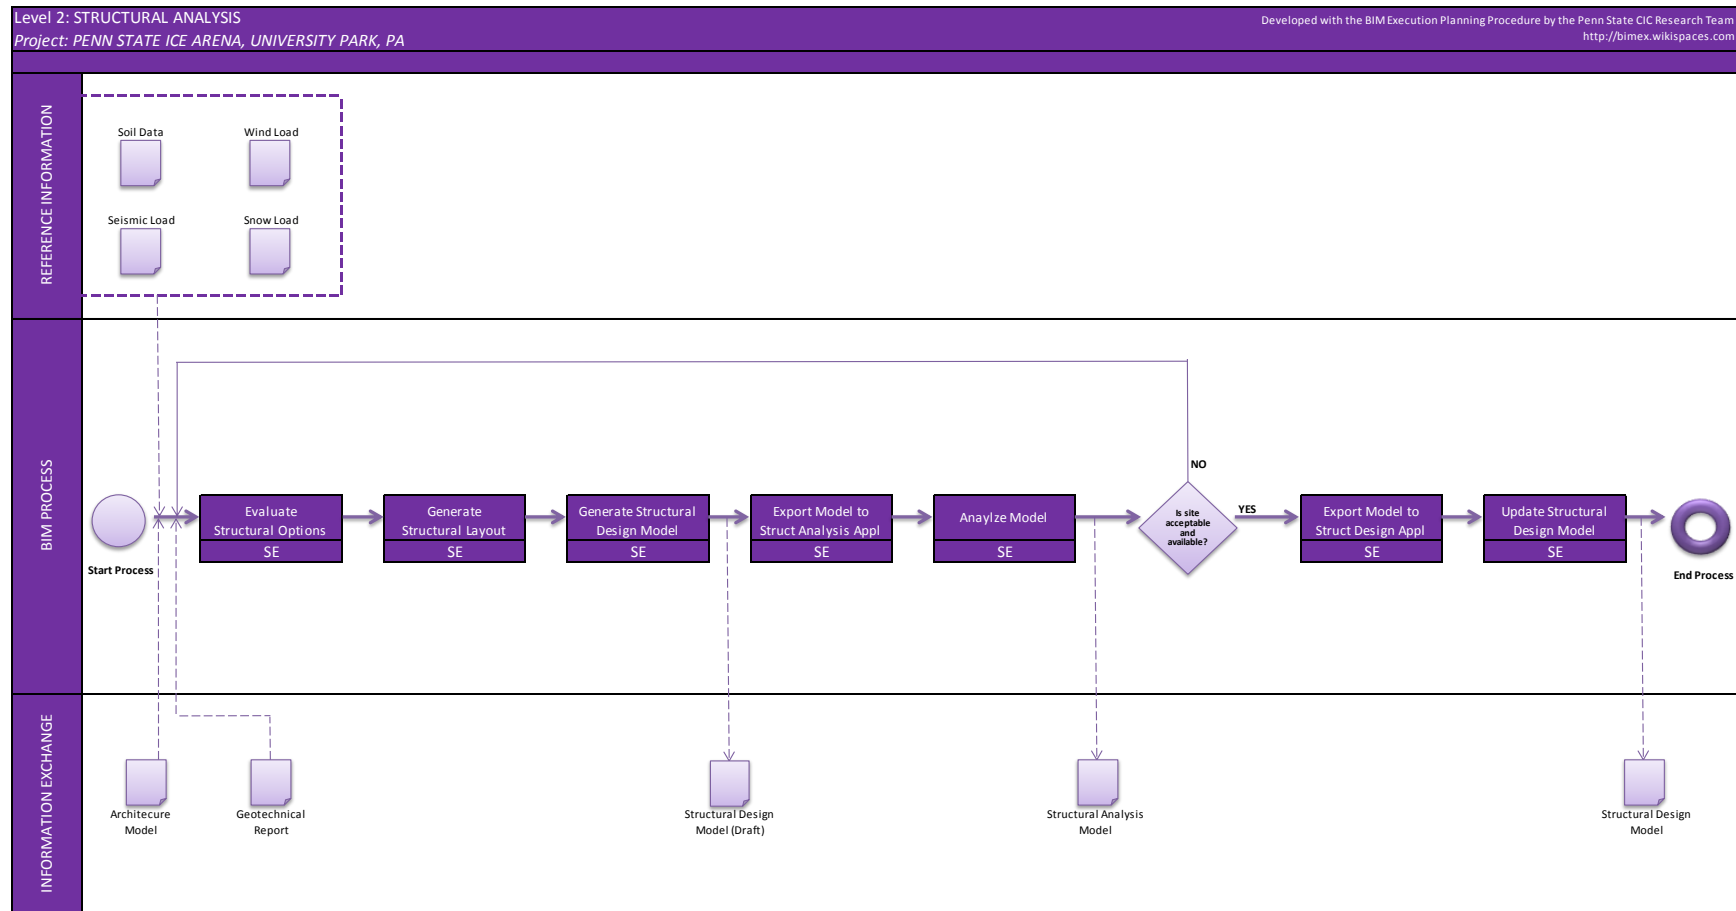 Level 2: STRUCTURAL ANALYSIS
Project: PENN STATE ICE ARENA, UNIVERSITY PARK, PA
Developed with the BIM Execution Planning Procedure by the Penn State CIC Research Team
http://bimex.wikispaces.com
REFERENCE INFORMATION
Soil Data
Wind Load
Seismic Load
Snow Load
BIM PROCESS
Start Process
Evaluate
Structural Options
SE
Generate
Structural Layout
SE
Generate Structural
Design Model
SE
Export Model to
Struct Analysis Appl
SE
Anaylze Model
SE
NO
Is site
acceptable
and
available?
YES
Export Model to
Struct Design Appl
SE
Update Structural
Design Model
SE
End Process
INFORMATION EXCHANGE
Architecure
Model
Geotechnical
Report
Structural Design
Model (Draft)
Structural Analysis
Model
Structural Design
Model